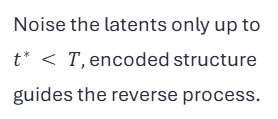 Noise the latents only up to
t* < T, encoded structure
guides the reverse process.